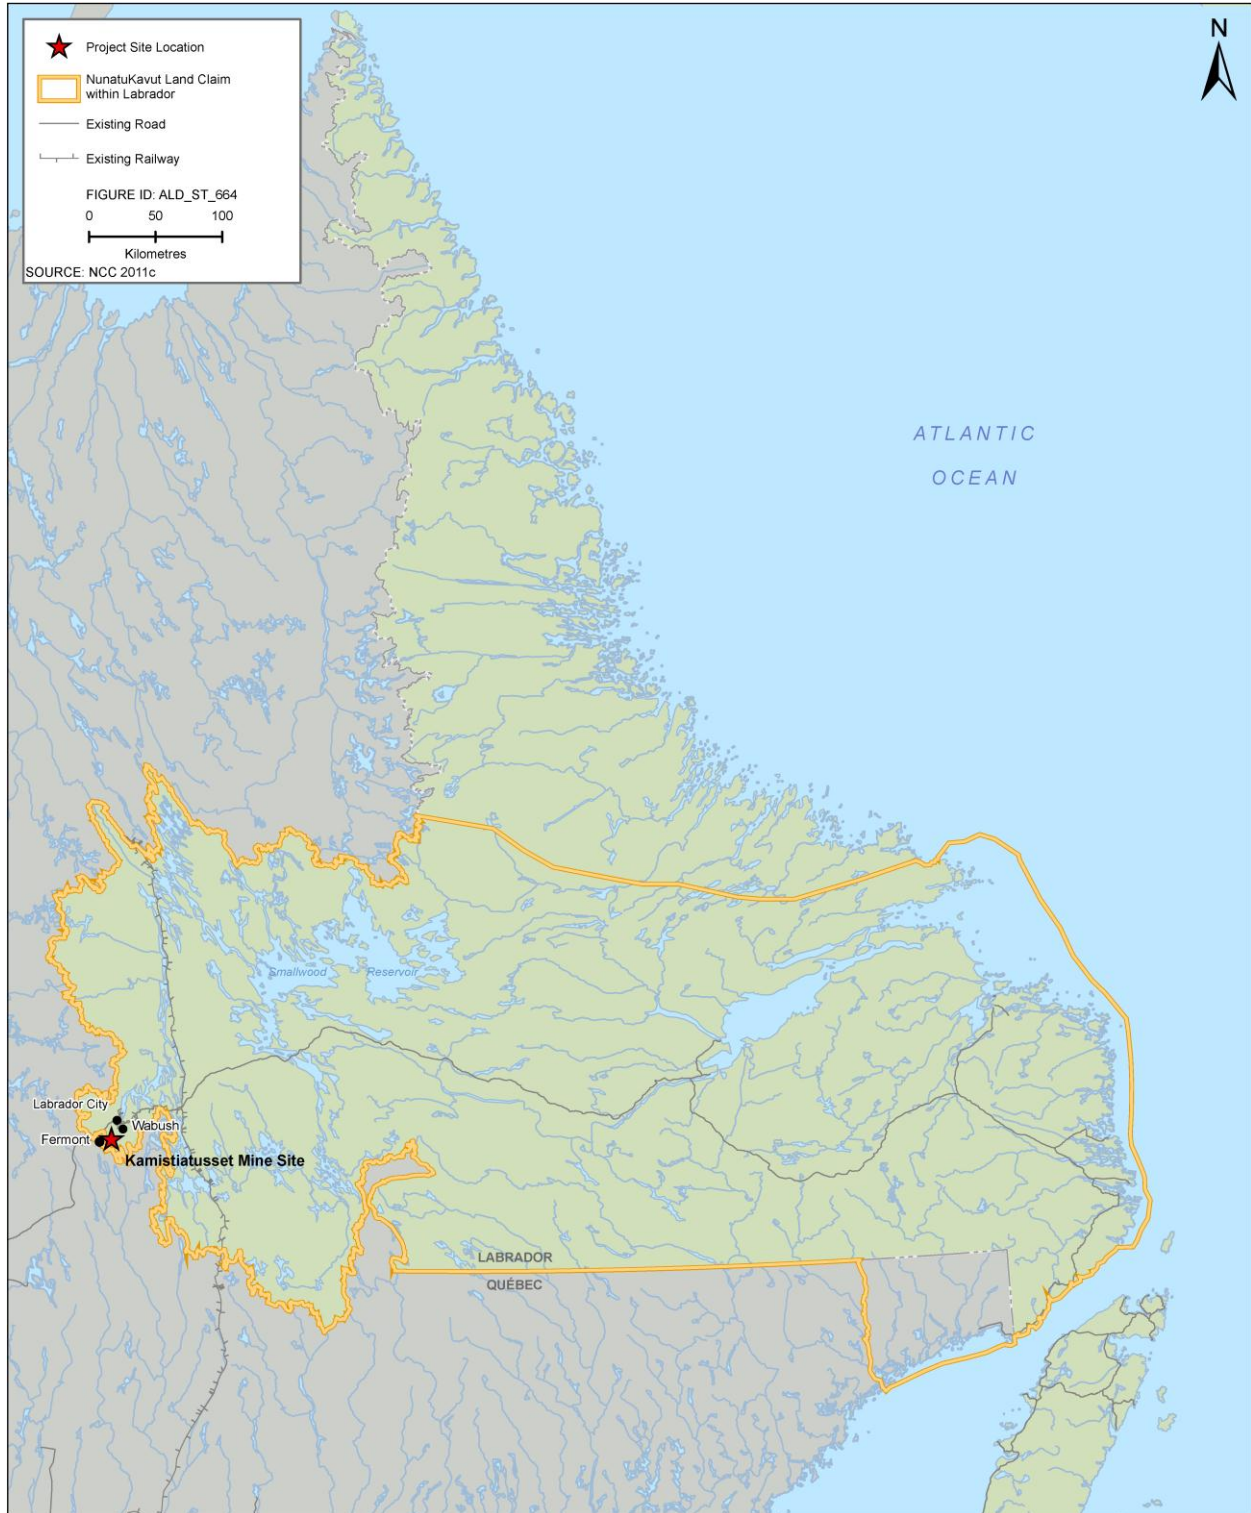 Project Site Location
NunatuKavut Land Claim
within Labrador
Existing Road
Existing Railway
FIGURE ID: ALD_ST_664
0 50 100
Kilometres
SOURCE: NCC 2011c
N
ATLANTIC
OCEAN
Smallwood Reservoir
Labrador City
Wabush
Fermont
Kamistiatusset Mine Site
LABRADOR
QUÉBEC